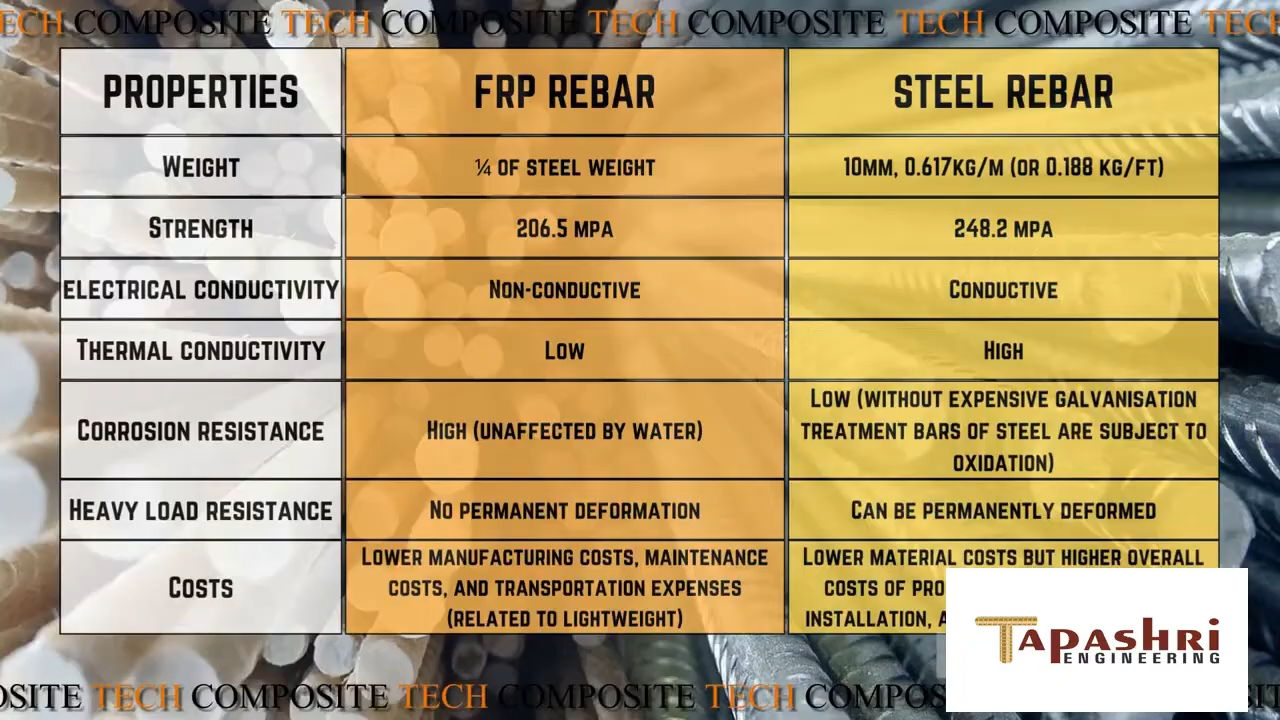 ECH COMPOSITE TECH COMPOSITE TECH COMPOSITE TECH COMPOSITE TEC
PROPERTIES
FRP REBAR
STEEL REBAR
WEIGHT
¼ OF STEEL WEIGHT
10MM, 0.617KG/M (OR 0.188 KG/FT)
STRENGTH
206.5 MPA
248.2 MPA
ELECTRICAL CONDUCTIVITY
NON-CONDUCTIVE
CONDUCTIVE
THERMAL CONDUCTIVITY
LOW
HIGH
CORROSION RESISTANCE
HIGH (UNAFFECTED BY WATER)
LOW (WITHOUT EXPENSIVE GALVANISATION
TREATMENT BARS OF STEEL ARE SUBJECT TO
OXIDATION)
HEAVY LOAD RESISTANCE
NO PERMANENT DEFORMATION
CAN BE PERMANENTLY DEFORMED
COSTS
LOWER MANUFACTURING COSTS, MAINTENANCE
COSTS, AND TRANSPORTATION EXPENSES
(RELATED TO LIGHTWEIGHT)
LOWER MATERIAL COSTS BUT HIGHER OVERALL
COSTS OF PRO
INSTALLATION, A
TAPASHRI
ENGINEERING
OSITE TECH COMPOSITE TECH COMPOSITE TECH COMPOS